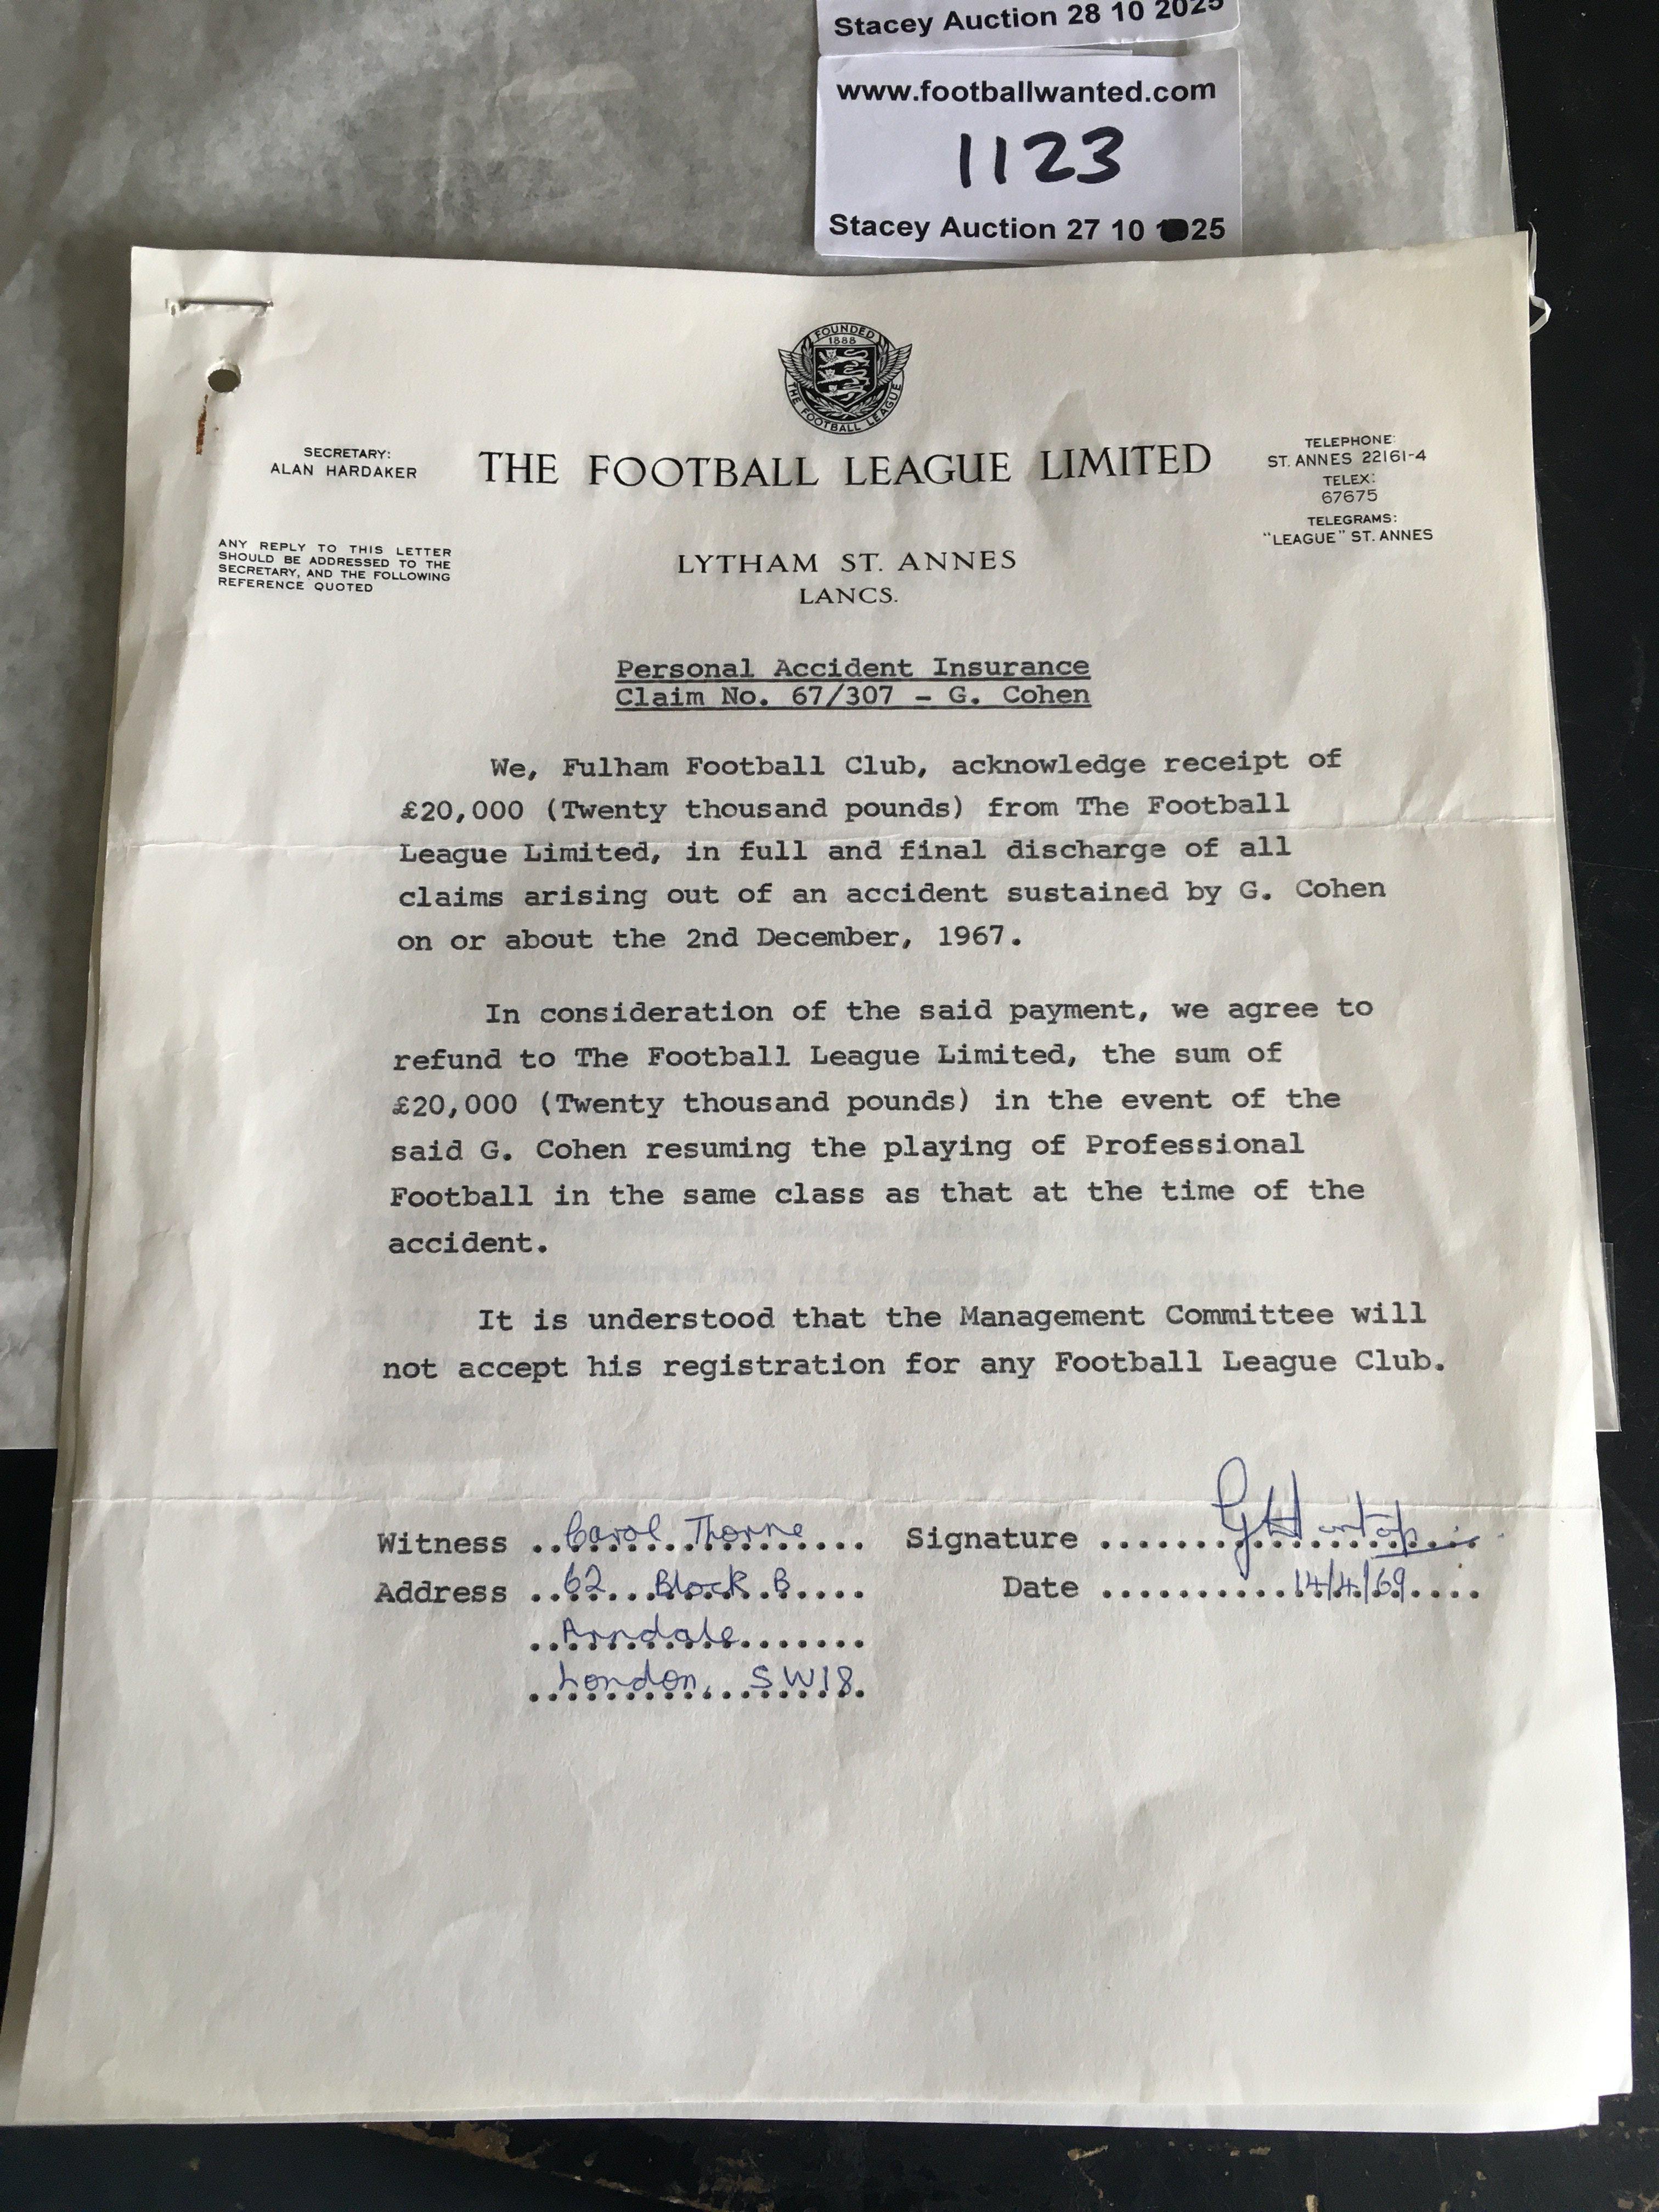 Stacey Auction 28 10 2025
www.footballwanted.com
1123
Stacey Auction 27 10 25
FOUNDED
1888
THE FOOTBALL LEAGUE
SECRETARY:
ALAN HARDAKER
THE FOOTBALL LEAGUE LIMITED
TELEPHONE:
ST. ANNES 22161-4
TELEX:
67675
TELEGRAMS:
"LEAGUE" ST. ANNES
ANY REPLY TO THIS LETTER
SHOULD BE ADDRESSED TO THE
SECRETARY, AND THE FOLLOWING
REFERENCE QUOTED
LYTHAM ST. ANNES
LANCS.
Personal Accident Insurance
Claim No. 67/307 - G. Cohen
We, Fulham Football Club, acknowledge receipt of
£20,000 (Twenty thousand pounds) from The Football
League Limited, in full and final discharge of all
claims arising out of an accident sustained by G. Cohen
on or about the 2nd December, 1967.
In consideration of the said payment, we agree to
refund to The Football League Limited, the sum of
£20,000 (Twenty thousand pounds) in the event of the
said G. Cohen resuming the playing of Professional
Football in the same class as that at the time of the
accident.
It is understood that the Management Committee will
not accept his registration for any Football League Club.
Witness Carol Thorne
Signature
Address 62 Block B
Date 14/4/69
Arndale
London, SW18.